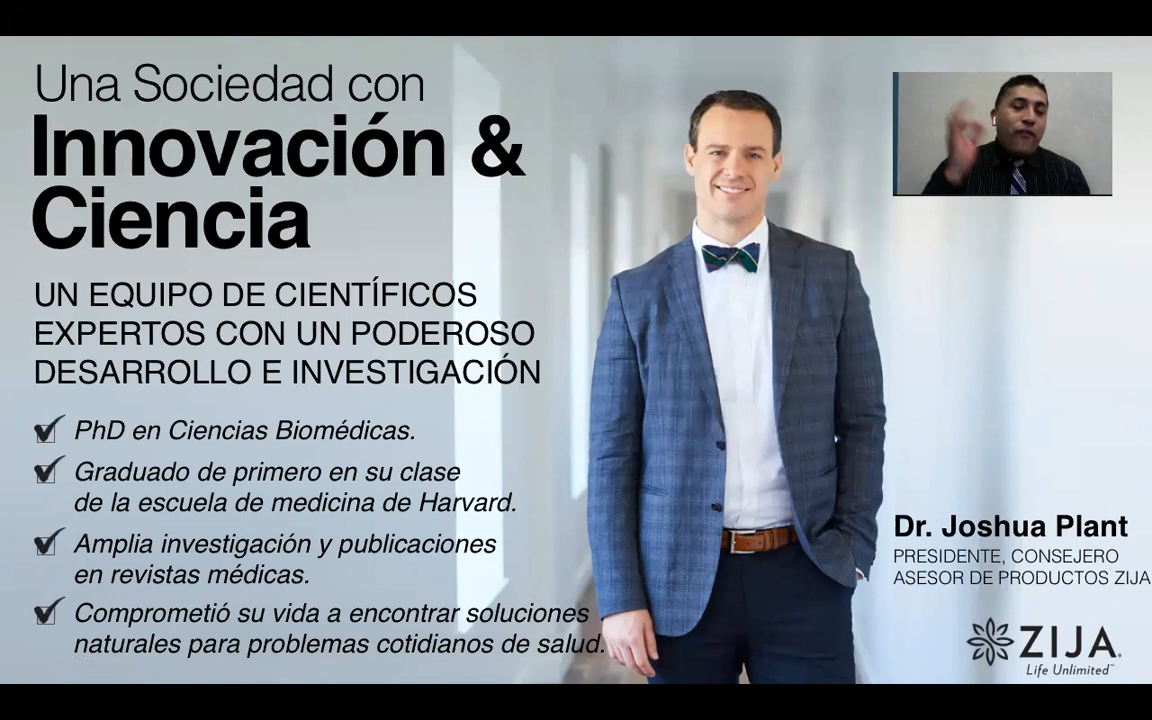 Una Sociedad con
Innovación &
Ciencia
UN EQUIPO DE CIENTÍFICOS
EXPERTOS CON UN PODEROSO
DESARROLLO E INVESTIGACIÓN
PhD en Ciencias Biomédicas.
Graduado de primero en su clase
de la escuela de medicina de Harvard.
Amplia investigación y publicaciones
en revistas médicas.
Comprometió su vida a encontrar soluciones
naturales para problemas cotidianos de salud.
Dr. Joshua Plant
PRESIDENTE, CONSEJERO
ASESOR DE PRODUCTOS ZIJA
ZIJA®
Life Unlimited™